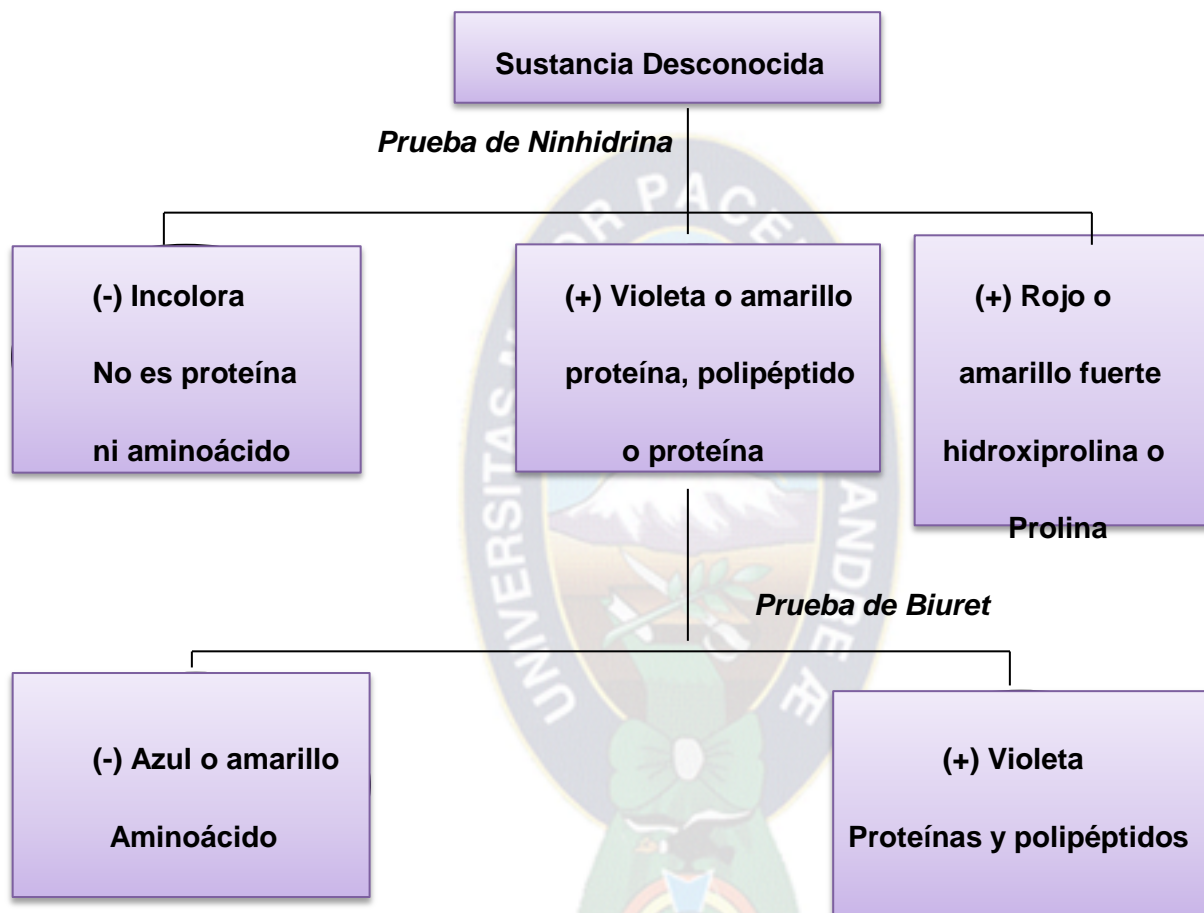 Sustancia Desconocida
Prueba de Ninhidrina
(-) Incolora
No es proteína
ni aminoácido
(+) Violeta o amarillo
proteína, polipéptido
o proteína
(+) Rojo o
amarillo fuerte
hidroxiprolina o
Prolina
Prueba de Biuret
(-) Azul o amarillo
Aminoácido
(+) Violeta
Proteínas y polipéptidos